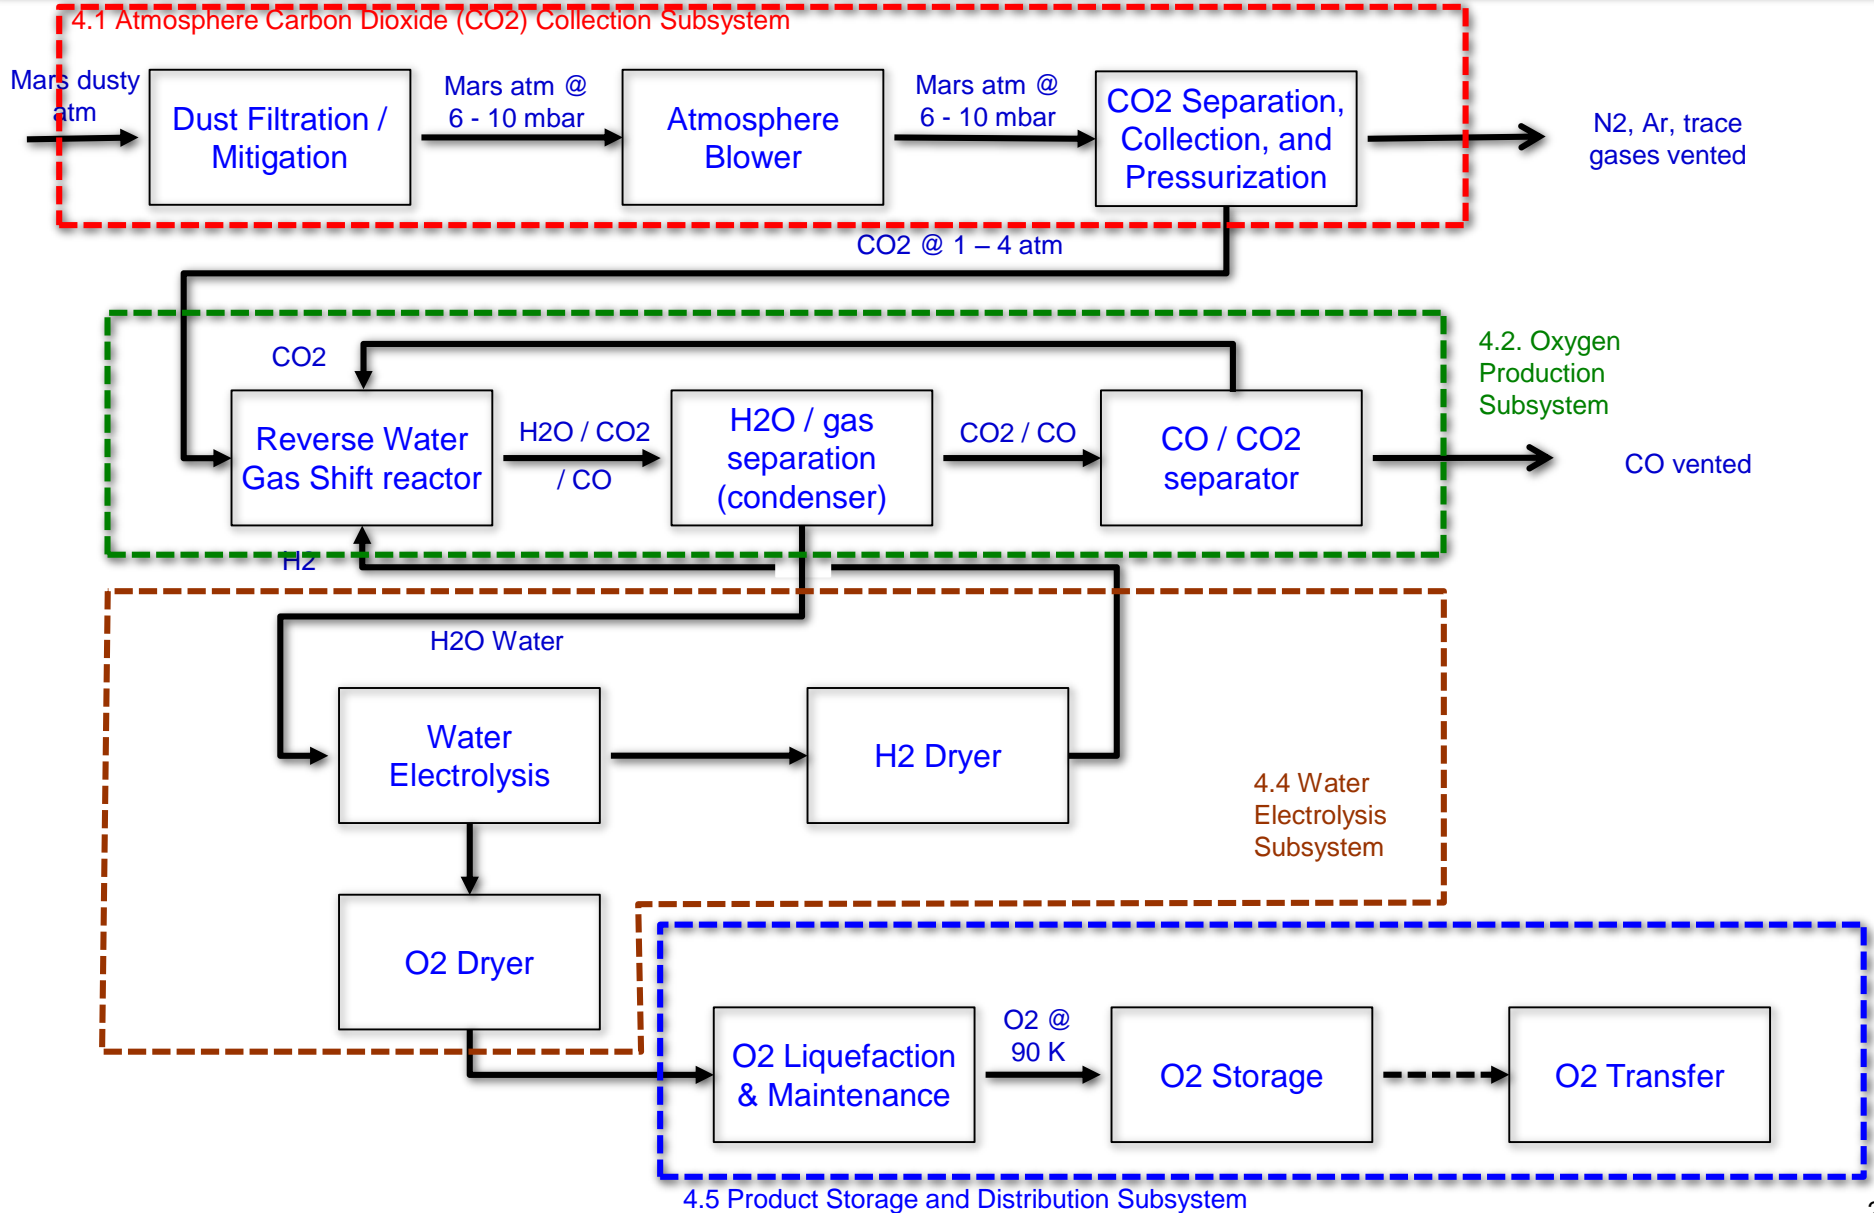 4.1 Atmosphere Carbon Dioxide (CO2) Collection Subsystem
Mars dusty
atm
Dust Filtration /
Mitigation
Mars atm @
6 - 10 mbar
Atmosphere
Blower
Mars atm @
6 - 10 mbar
CO2 Separation,
Collection, and
Pressurization
N2, Ar, trace
gases vented
CO2 @ 1 – 4 atm
CO2
4.2. Oxygen
Production
Subsystem
Reverse Water
Gas Shift reactor
H2O / CO2
/ CO
H2O / gas
separation
(condenser)
CO2 / CO
CO / CO2
separator
CO vented
H2
H2O Water
Water
Electrolysis
H2 Dryer
4.4 Water
Electrolysis
Subsystem
O2 Dryer
O2 Liquefaction
& Maintenance
O2 @
90 K
O2 Storage
O2 Transfer
4.5 Product Storage and Distribution Subsystem